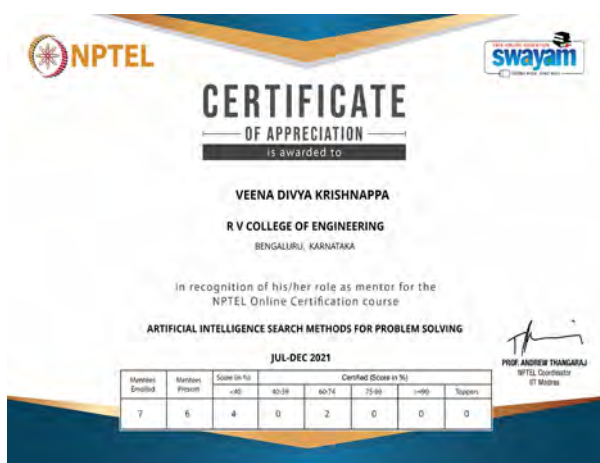 NPTEL
FREE ONLINE EDUCATION
swayam
CERTIFICATE
OF APPRECIATION
is awarded to
VEENA DIVYA KRISHNAPPA
R V COLLEGE OF ENGINEERING
BENGALURU, KARNATAKA
in recognition of his/her role as mentor for the
NPTEL Online Certification course
ARTIFICIAL INTELLIGENCE SEARCH METHODS FOR PROBLEM SOLVING
JUL-DEC 2021
PROF. ANDREW THANGARAJ
NPTEL Coordinator
IIT Madras
Mentees Enrolled Mentees Present Score (in %) Certified (Score in %)
<40 40-59 60-74 75-89 >=90 Toppers
7 6 4 0 2 0 0 0